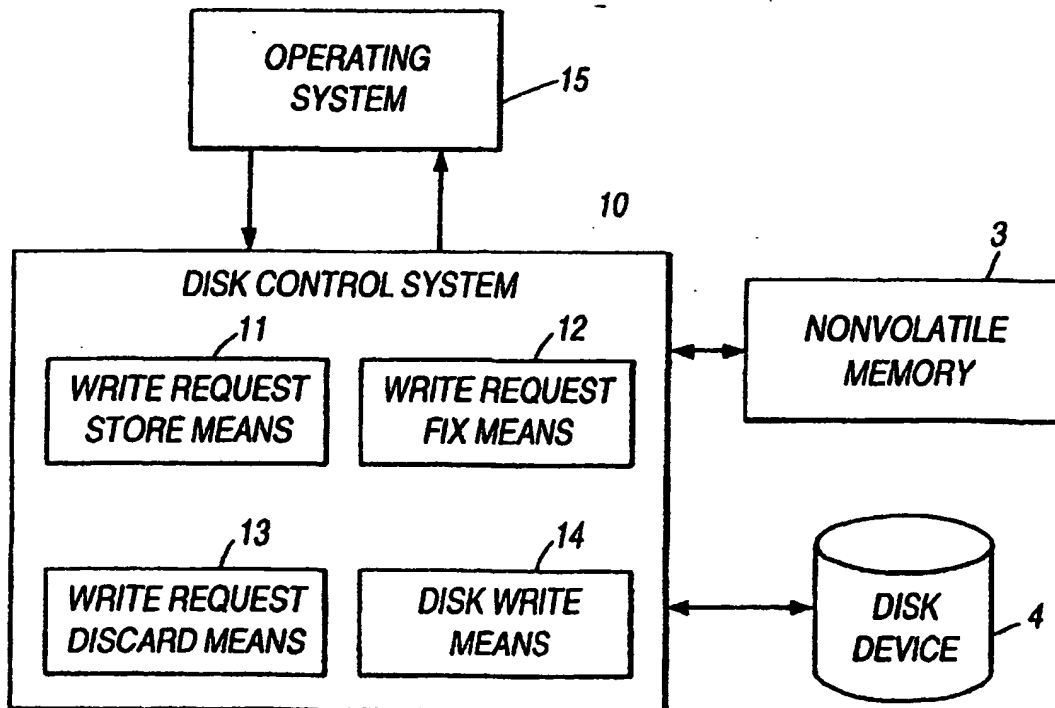 OPERATING
SYSTEM
15
10
DISK CONTROL SYSTEM
3
NONVOLATILE
MEMORY
11
WRITE REQUEST
STORE MEANS
12
WRITE REQUEST
FIX MEANS
13
WRITE REQUEST
DISCARD MEANS
14
DISK WRITE
MEANS
DISK
DEVICE
4